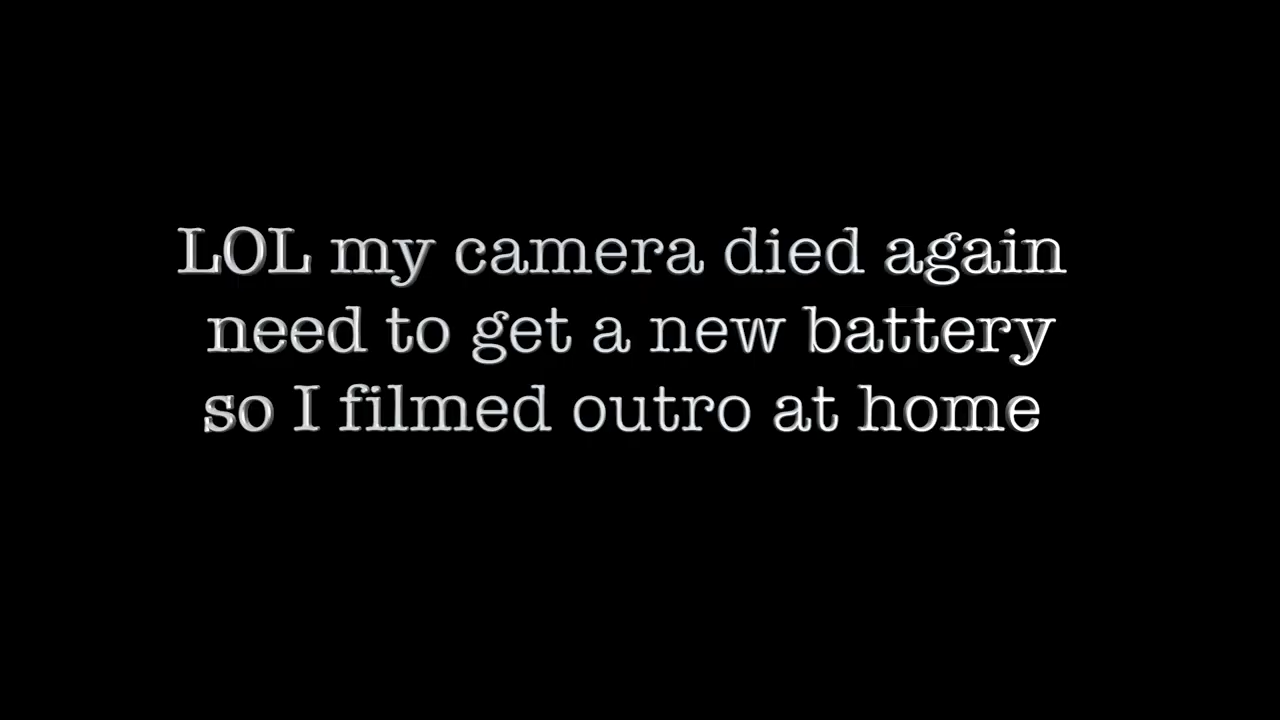 LOL my camera died again
need to get a new battery
so I filmed outro at home